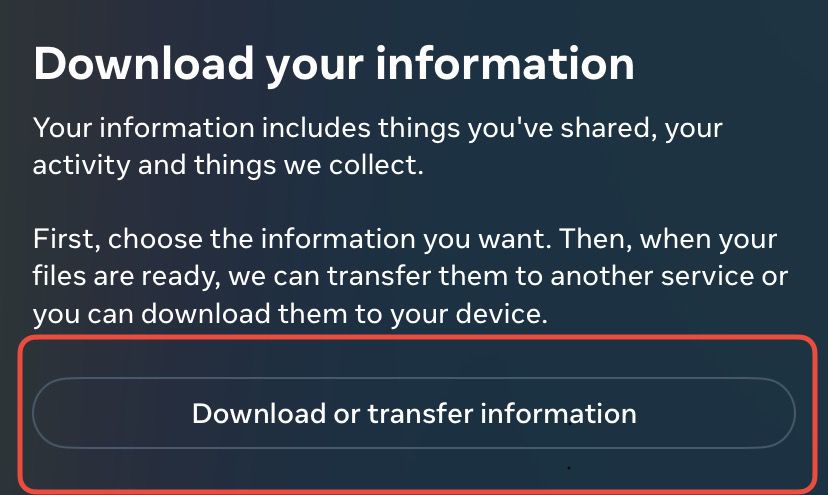 Download your information
Your information includes things you've shared, your
activity and things we collect.
First, choose the information you want. Then, when your
files are ready, we can transfer them to another service or
you can download them to your device.
Download or transfer information